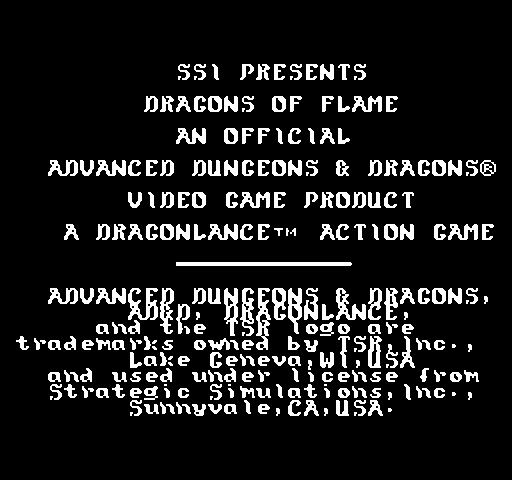 SSI PRESENTS
DRAGONS OF FLAME
AN OFFICIAL
ADVANCED DUNGEONS & DRAGONS®
VIDEO GAME PRODUCT
A DRAGONLANCE™ ACTION GAME
ADVANCED DUNGEONS & DRAGONS,
AD&D, DRAGONLANCE,
and the TSR logo are
trademarks owned by TSR,Inc.,
Lake Geneva,WI,USA
and used under license from
Strategic Simulations,Inc.,
Sunnyvale,CA,USA.